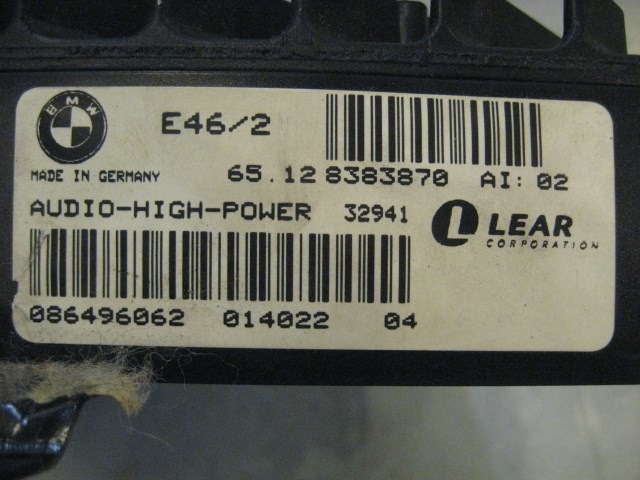 BMW
E46/2
MADE IN GERMANY 65.12 8383870 AI: 02
AUDIO-HIGH-POWER 32941
L LEAR
CORPORATION
086496062 014022 04